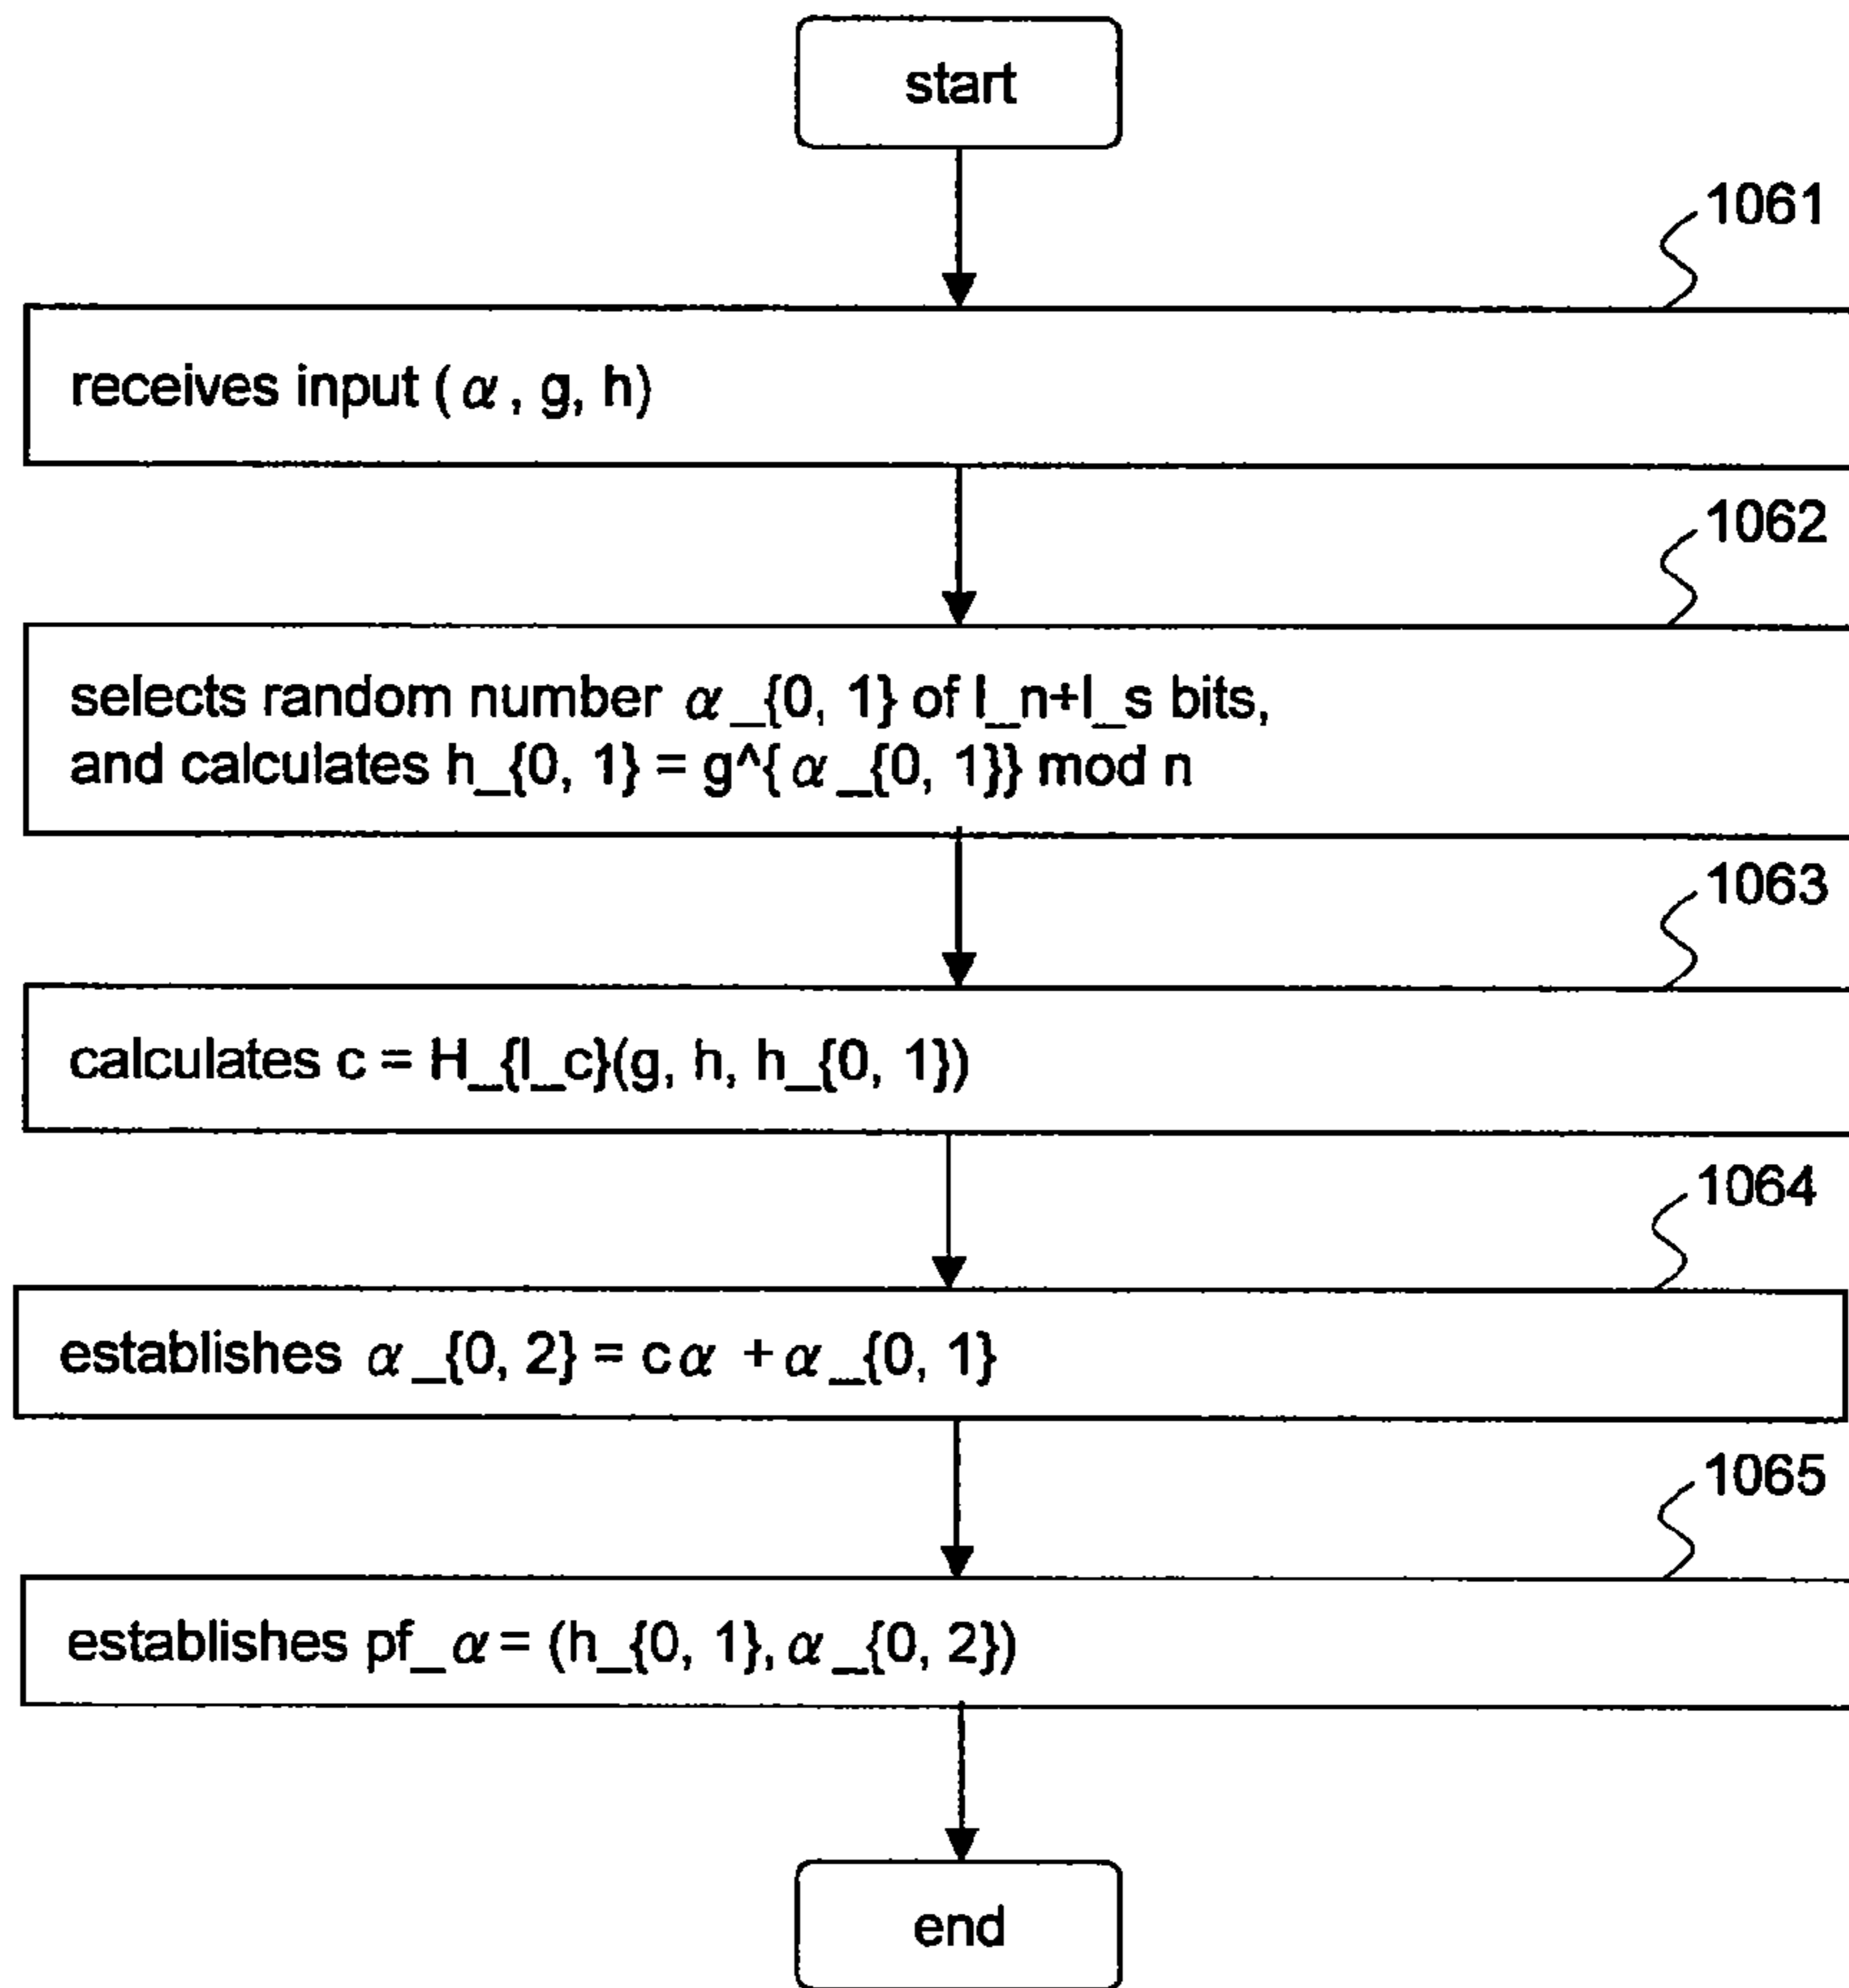 start
1061
receives input (α, g, h)
1062
selects random number α_{0, 1} of l_n+l_s bits,
and calculates h_{0, 1} = g^{α_{0, 1}} mod n
1063
calculates c = H_{l_c}(g, h, h_{0, 1})
1064
establishes α_{0, 2} = cα + α_{0, 1}
1065
establishes pf_α = (h_{0, 1}, α_{0, 2})
end